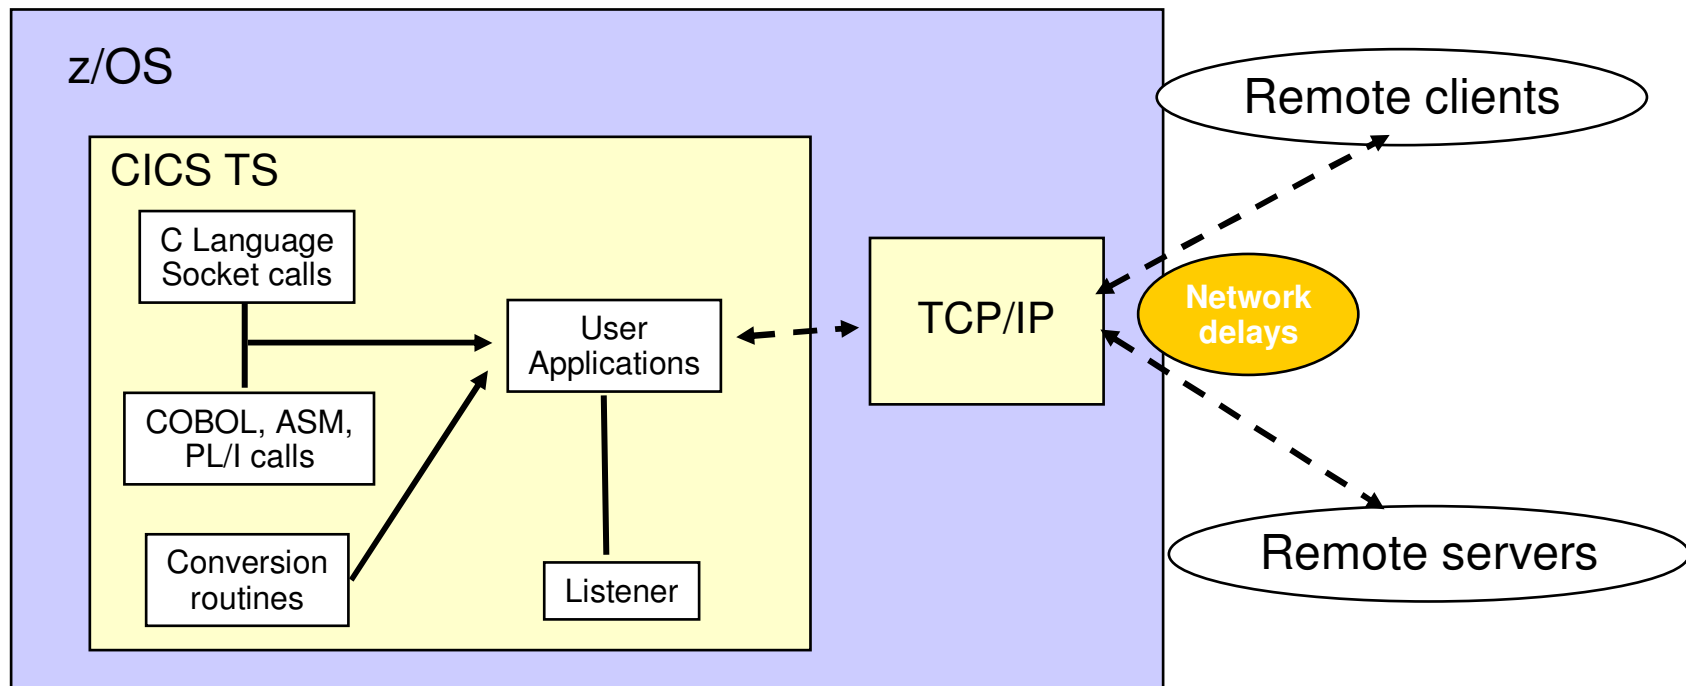 z/OS
CICS TS
C Language
Socket calls
COBOL, ASM,
PL/I calls
Conversion
routines
User
Applications
Listener
TCP/IP
Remote clients
Network
delays
Remote servers